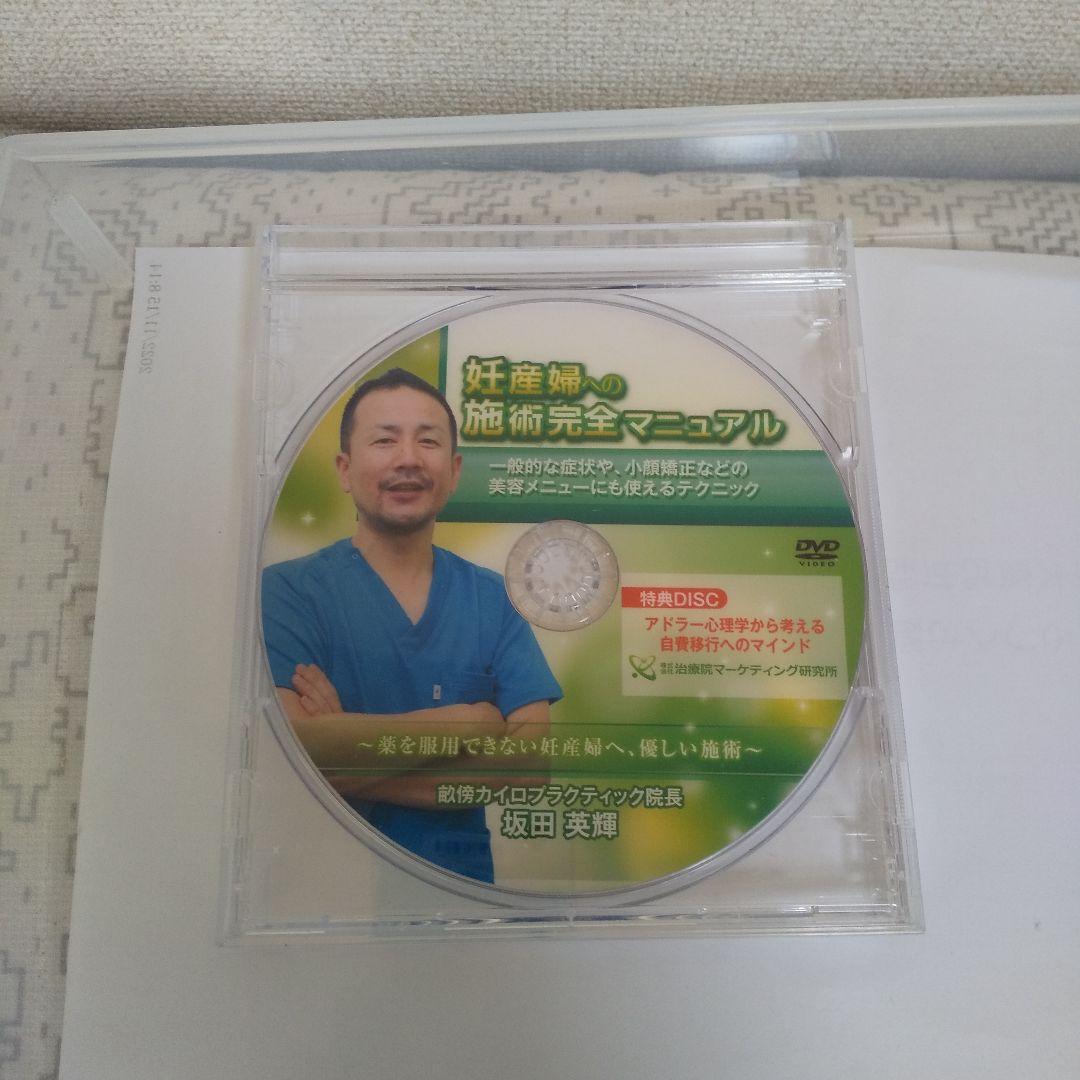 妊産婦への
施術完全マニュアル
一般的な症状や、小顔矯正などの
美容メニューにも使えるテクニック
DVD
VIDEO
特典DISC
アドラー心理学から考える
自費移行へのマインド
株式会社 治療院マーケティング研究所
～薬を服用できない妊産婦へ、優しい施術～
畝傍カイロプラクティック院長
坂田 英輝